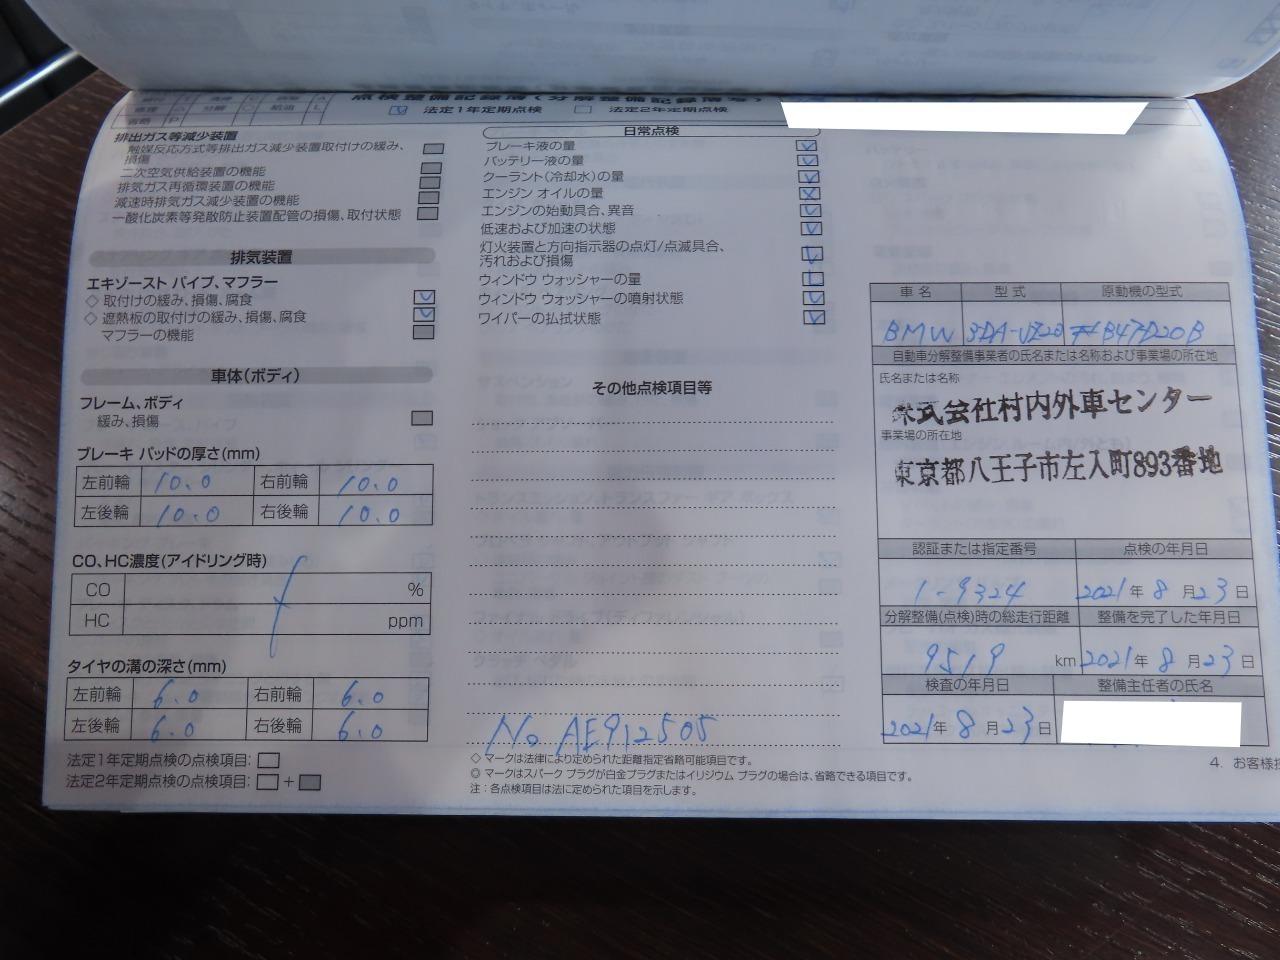 点検整備記録簿(分解整備記録簿等)
法定1年定期点検 法定2年定期点検
省略 P
排出ガス等減少装置
触媒反応方式等排出ガス減少装置取付けの緩み、
損傷
二次空気供給装置の機能
排気ガス再循環装置の機能
減速時排気ガス減少装置の機能
一酸化炭素等発散防止装置配管の損傷、取付状態
排気装置
エキゾースト パイプ、マフラー
◇ 取付けの緩み、損傷、腐食
◇ 遮熱板の取付けの緩み、損傷、腐食
マフラーの機能
車体(ボディ)
フレーム、ボディ
緩み、損傷
ブレーキ パッドの厚さ(mm)
左前輪 10.0 右前輪 10.0
左後輪 10.0 右後輪 10.0
CO、HC濃度(アイドリング時)
CO %
HC ppm
タイヤの溝の深さ(mm)
左前輪 6.0 右前輪 6.0
左後輪 6.0 右後輪 6.0
法定1年定期点検の点検項目:
法定2年定期点検の点検項目: +
日常点検
ブレーキ液の量
バッテリー液の量
クーラント(冷却水)の量
エンジン オイルの量
エンジンの始動具合、異音
低速および加速の状態
灯火装置と方向指示器の点灯/点滅具合、
汚れおよび損傷
ウィンドウ ウォッシャーの量
ウィンドウ ウォッシャーの噴射状態
ワイパーの払拭状態
その他点検項目等
No AE912505
◇ マークは法律により定められた距離指定省略可能項目です。
◎ マークはスパーク プラグが白金プラグまたはイリジウム プラグの場合は、省略できる項目です。
注:各点検項目は法に定められた項目を示します。
車名 型式 原動機の型式
BMW 3DA-VZ20 B47D20B
自動車分解整備事業者の氏名または名称および事業場の所在地
氏名または名称
株式会社村内外車センター
事業場の所在地
東京都八王子市左入町893番地
認証または指定番号 点検の年月日
1-9324 2021年8月23日
分解整備(点検)時の総走行距離 整備を完了した年月日
9519 km 2021年8月23日
検査の年月日 整備主任者の氏名
2021年8月23日
4. お客様